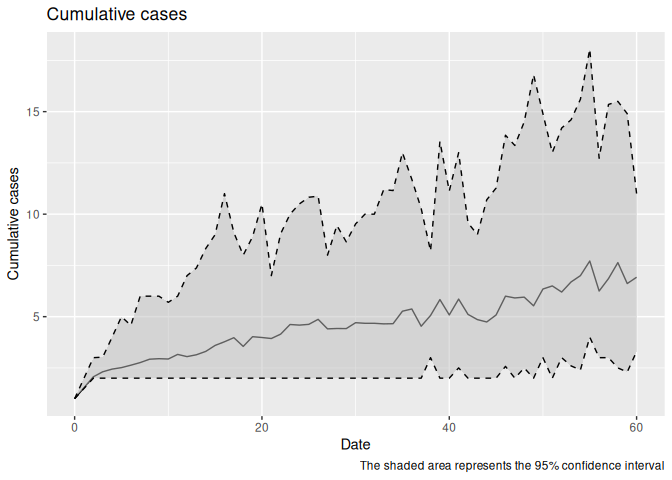 Cumulative cases
Cumulative cases
15
10
5
0
20
40
60
Date
The shaded area represents the 95% confidence interval